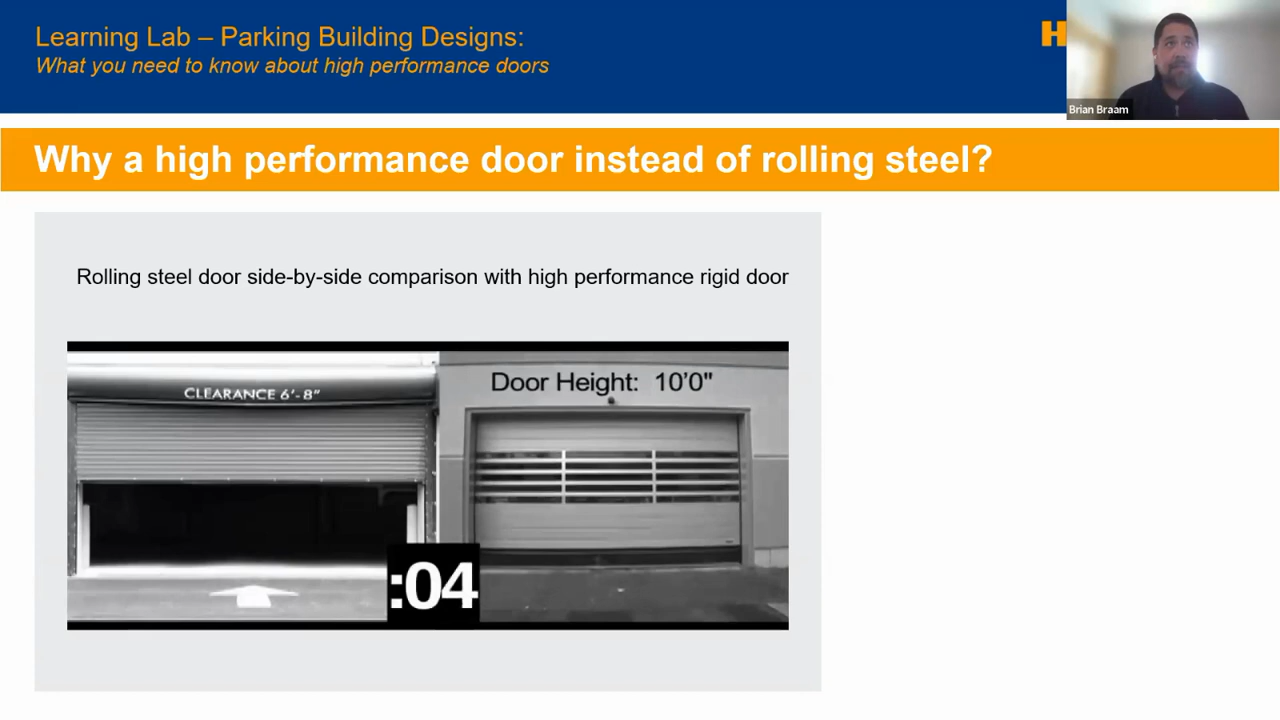 Learning Lab – Parking Building Designs:
What you need to know about high performance doors
H
Brian Braam
Why a high performance door instead of rolling steel?
Rolling steel door side-by-side comparison with high performance rigid door
CLEARANCE 6'-8"
Door Height: 10'0"
:04